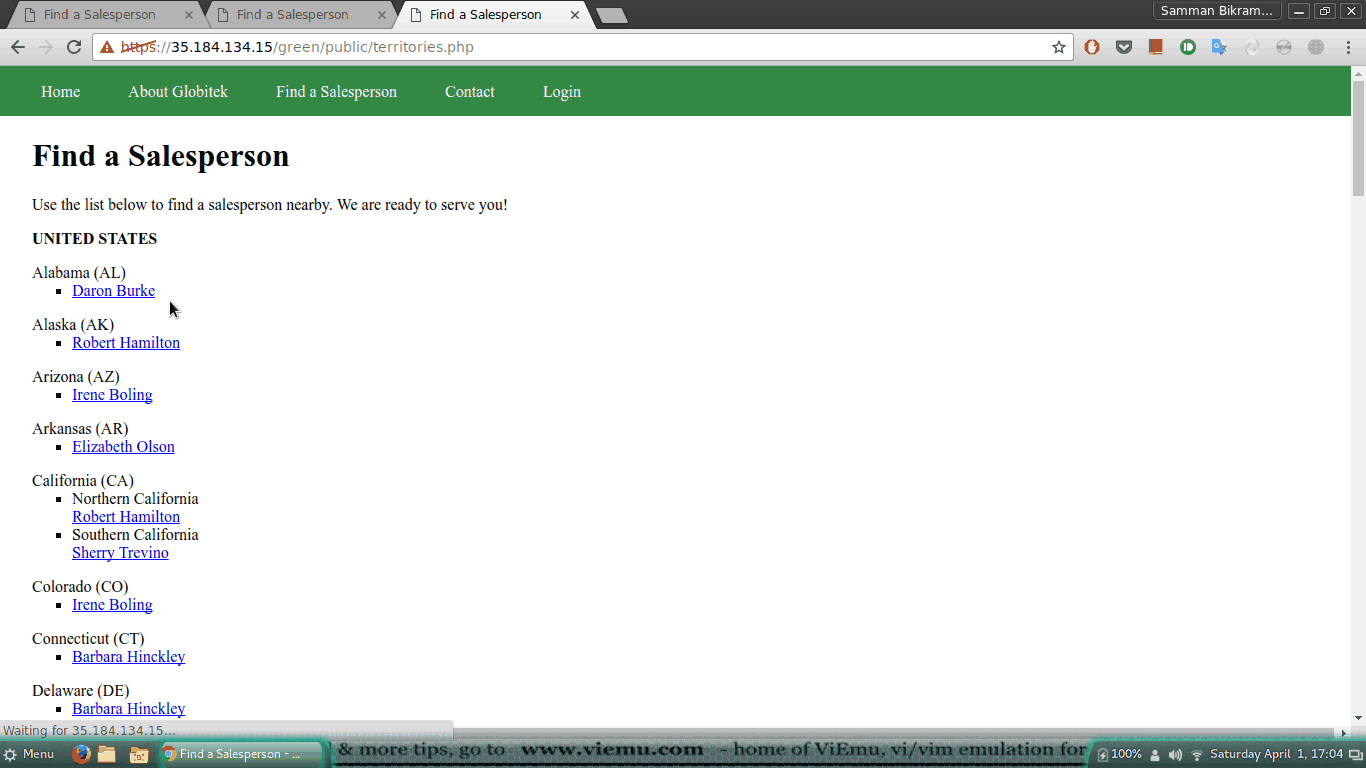 Find a Salesperson
Find a Salesperson
Find a Salesperson
Samman Bikram...
https://35.184.134.15/green/public/territories.php
Home
About Globitek
Find a Salesperson
Contact
Login
Find a Salesperson
Use the list below to find a salesperson nearby. We are ready to serve you!
UNITED STATES
Alabama (AL)
Daron Burke
Alaska (AK)
Robert Hamilton
Arizona (AZ)
Irene Boling
Arkansas (AR)
Elizabeth Olson
California (CA)
Northern California
Robert Hamilton
Southern California
Sherry Trevino
Colorado (CO)
Irene Boling
Connecticut (CT)
Barbara Hinckley
Delaware (DE)
Barbara Hinckley
Waiting for 35.184.134.15...
Menu
Find a Salesperson - ...
& more tips, go to www.viemu.com - home of ViEmu, vi/vim emulation for
100%
Saturday April 1, 17:04